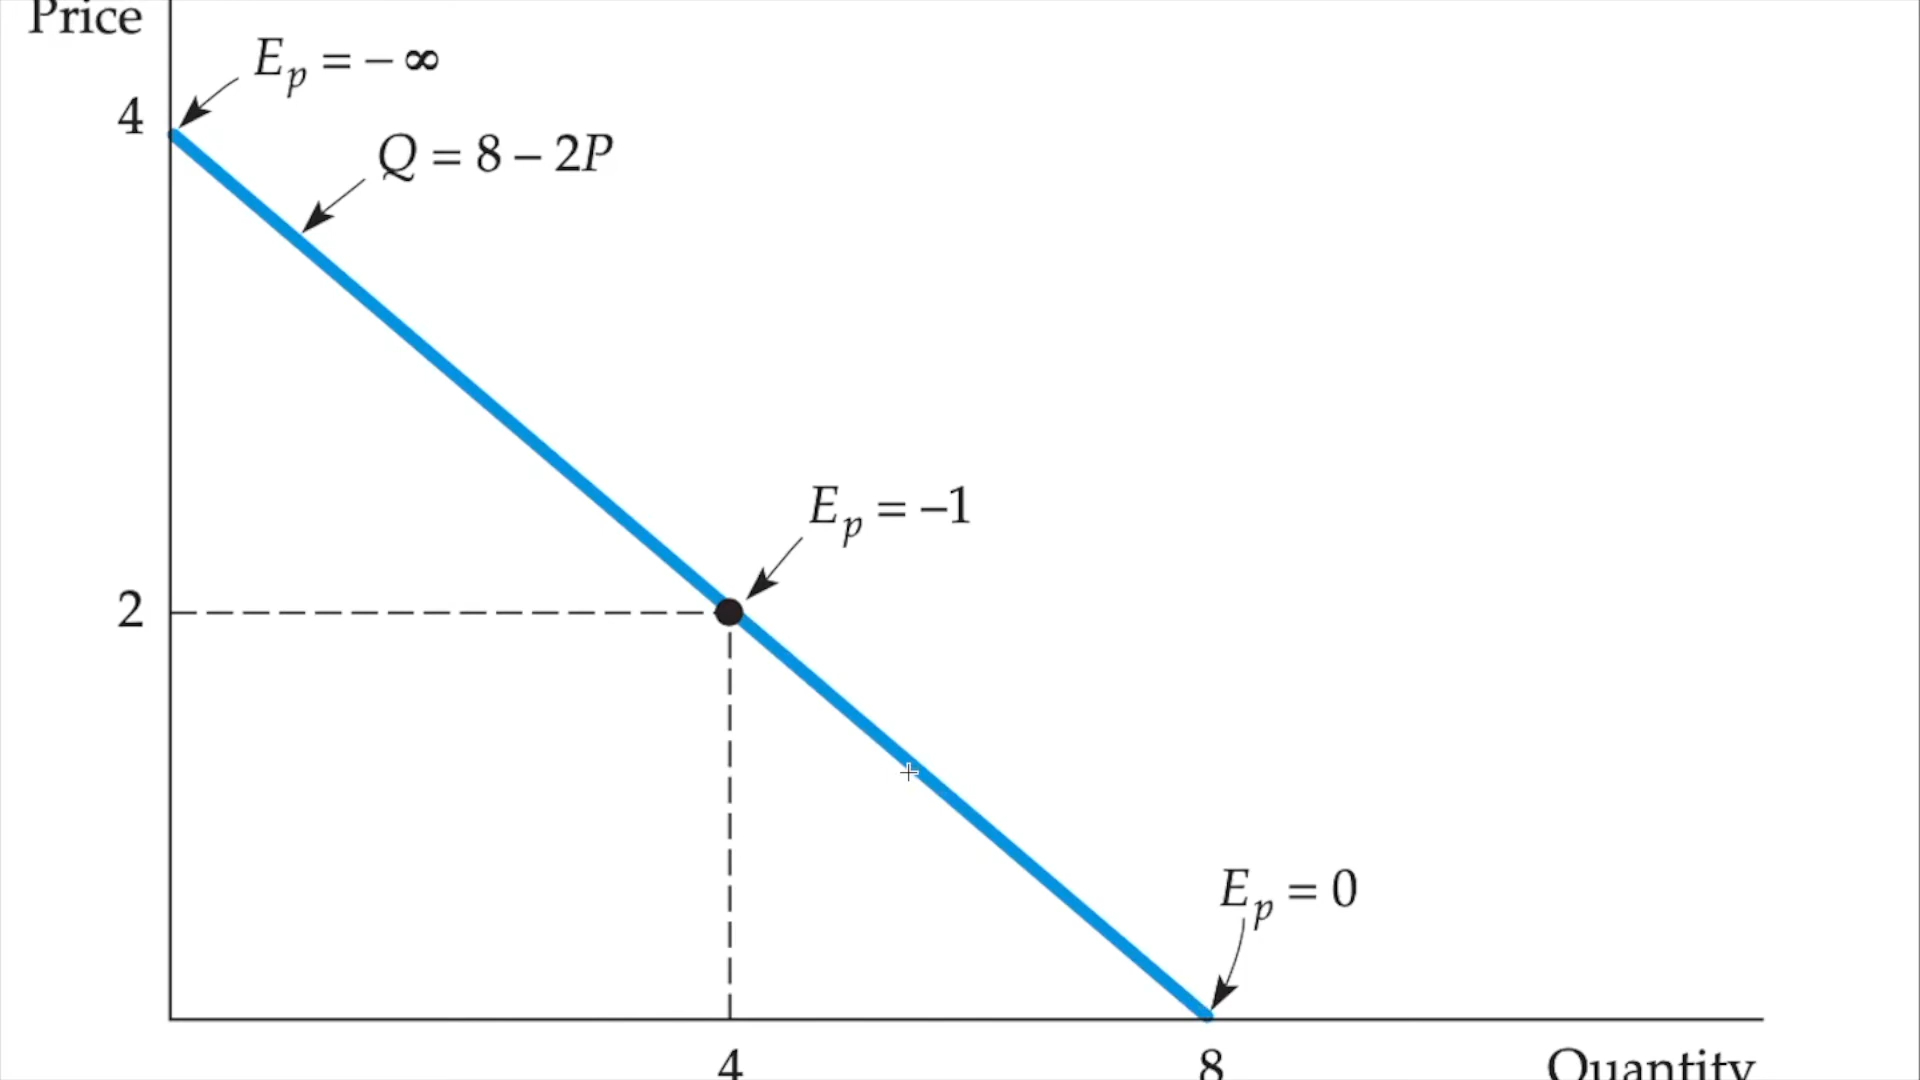 Price
E_p = – ∞
4
Q = 8 – 2P
E_p = –1
2
E_p = 0
4
8
Quantity